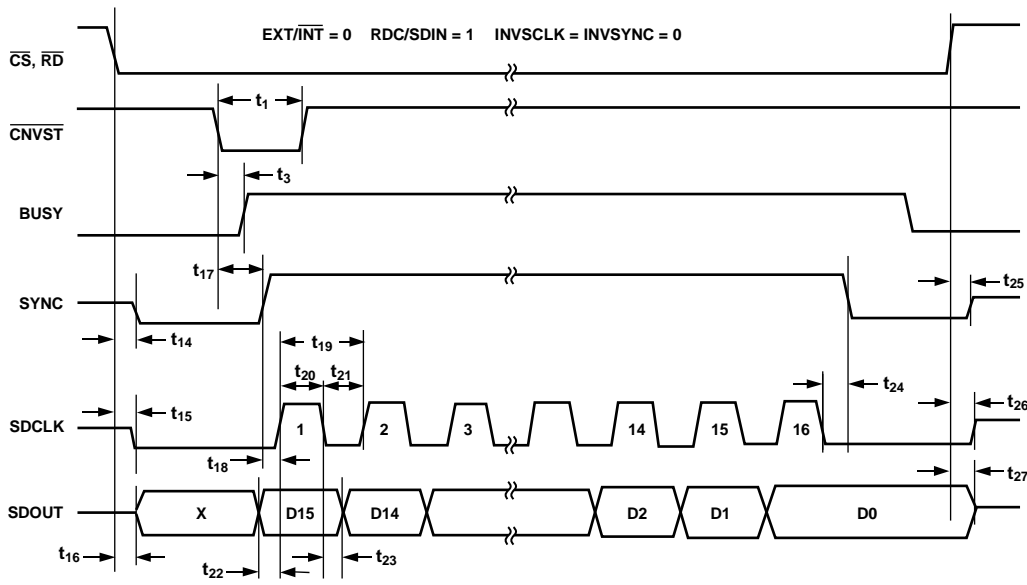 EXT/INT = 0 RDC/SDIN = 1 INVSCLK = INVSYNC = 0
CS, RD
t1
CNVST
t3
BUSY
t17
SYNC
t25
t14
t19
t20 t21
t24
t15
t26
SDCLK
1 2 3 14 15 16
t18
t27
SDOUT
X D15 D14 D2 D1 D0
t16
t22
t23